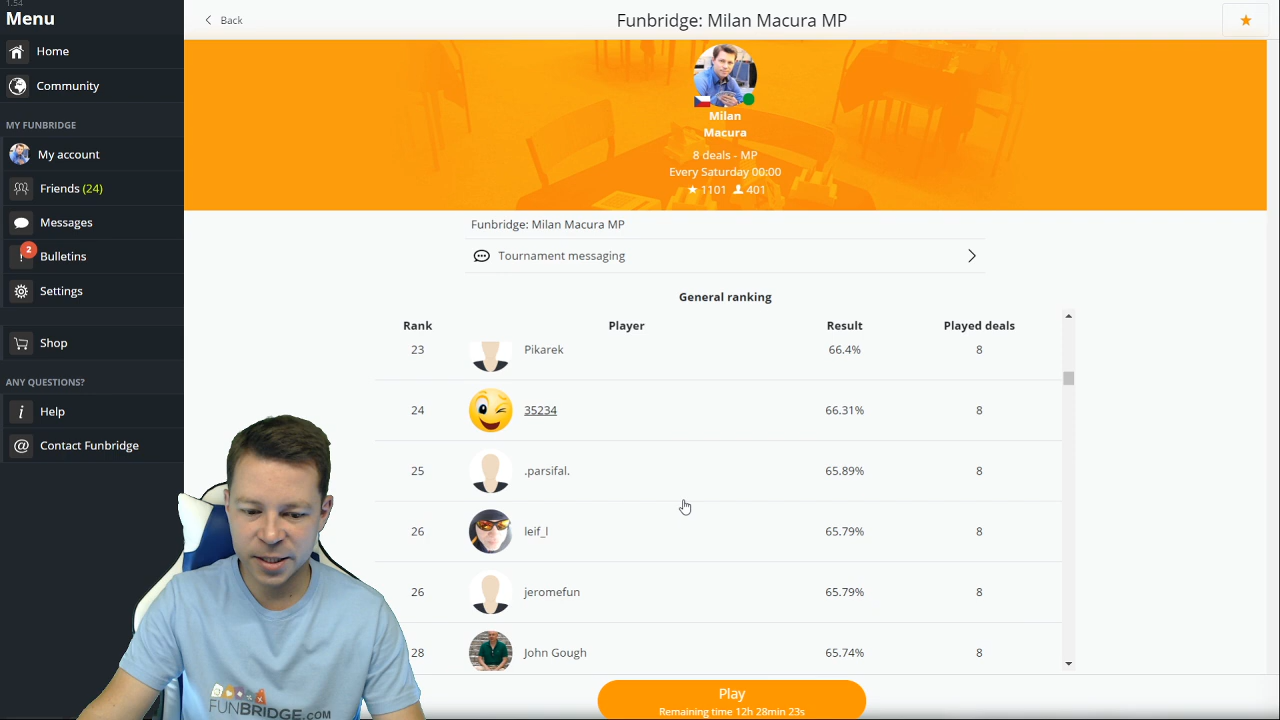 1.54
Menu
Home
Community
MY FUNBRIDGE
My account
Friends (24)
Messages
2
Bulletins
Settings
Shop
ANY QUESTIONS?
Help
Contact Funbridge
Back
Funbridge: Milan Macura MP
Milan
Macura
8 deals - MP
Every Saturday 00:00
★ 1101 401
Funbridge: Milan Macura MP
Tournament messaging
General ranking
Rank Player Result Played deals
23 Pikarek 66.4% 8
24 35234 66.31% 8
25 .parsifal. 65.89% 8
26 leif_l 65.79% 8
26 jeromefun 65.79% 8
28 John Gough 65.74% 8
Play
Remaining time 12h 28min 23s
FUNBRIDGE.COM